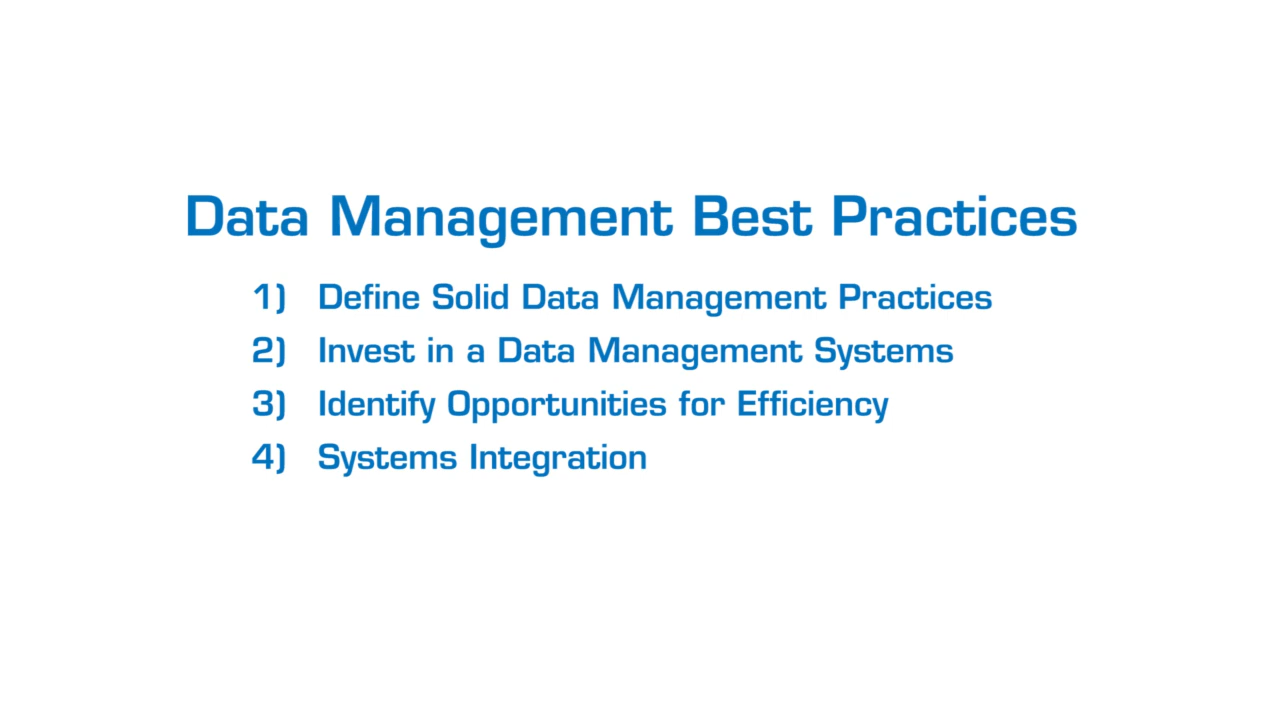 Data Management Best Practices
1) Define Solid Data Management Practices
2) Invest in a Data Management Systems
3) Identify Opportunities for Efficiency
4) Systems Integration